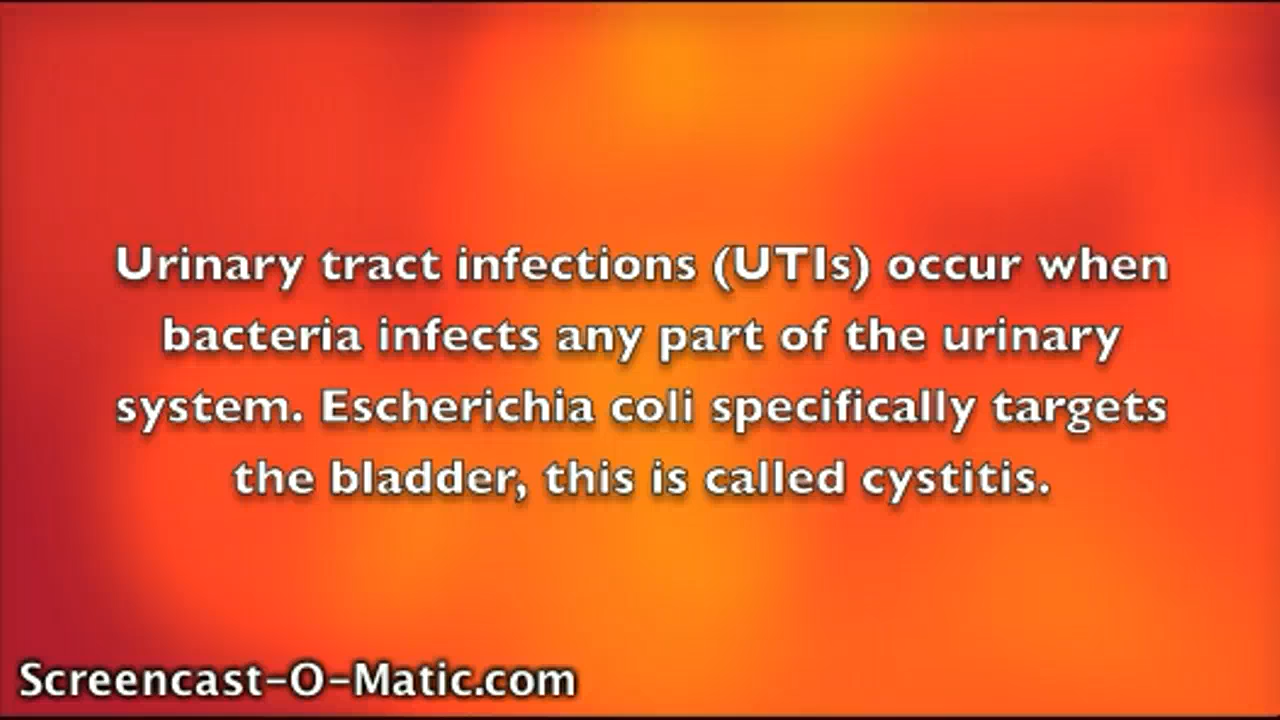 Urinary tract infections (UTIs) occur when
bacteria infects any part of the urinary
system. Escherichia coli specifically targets
the bladder, this is called cystitis.
Screencast-O-Matic.com